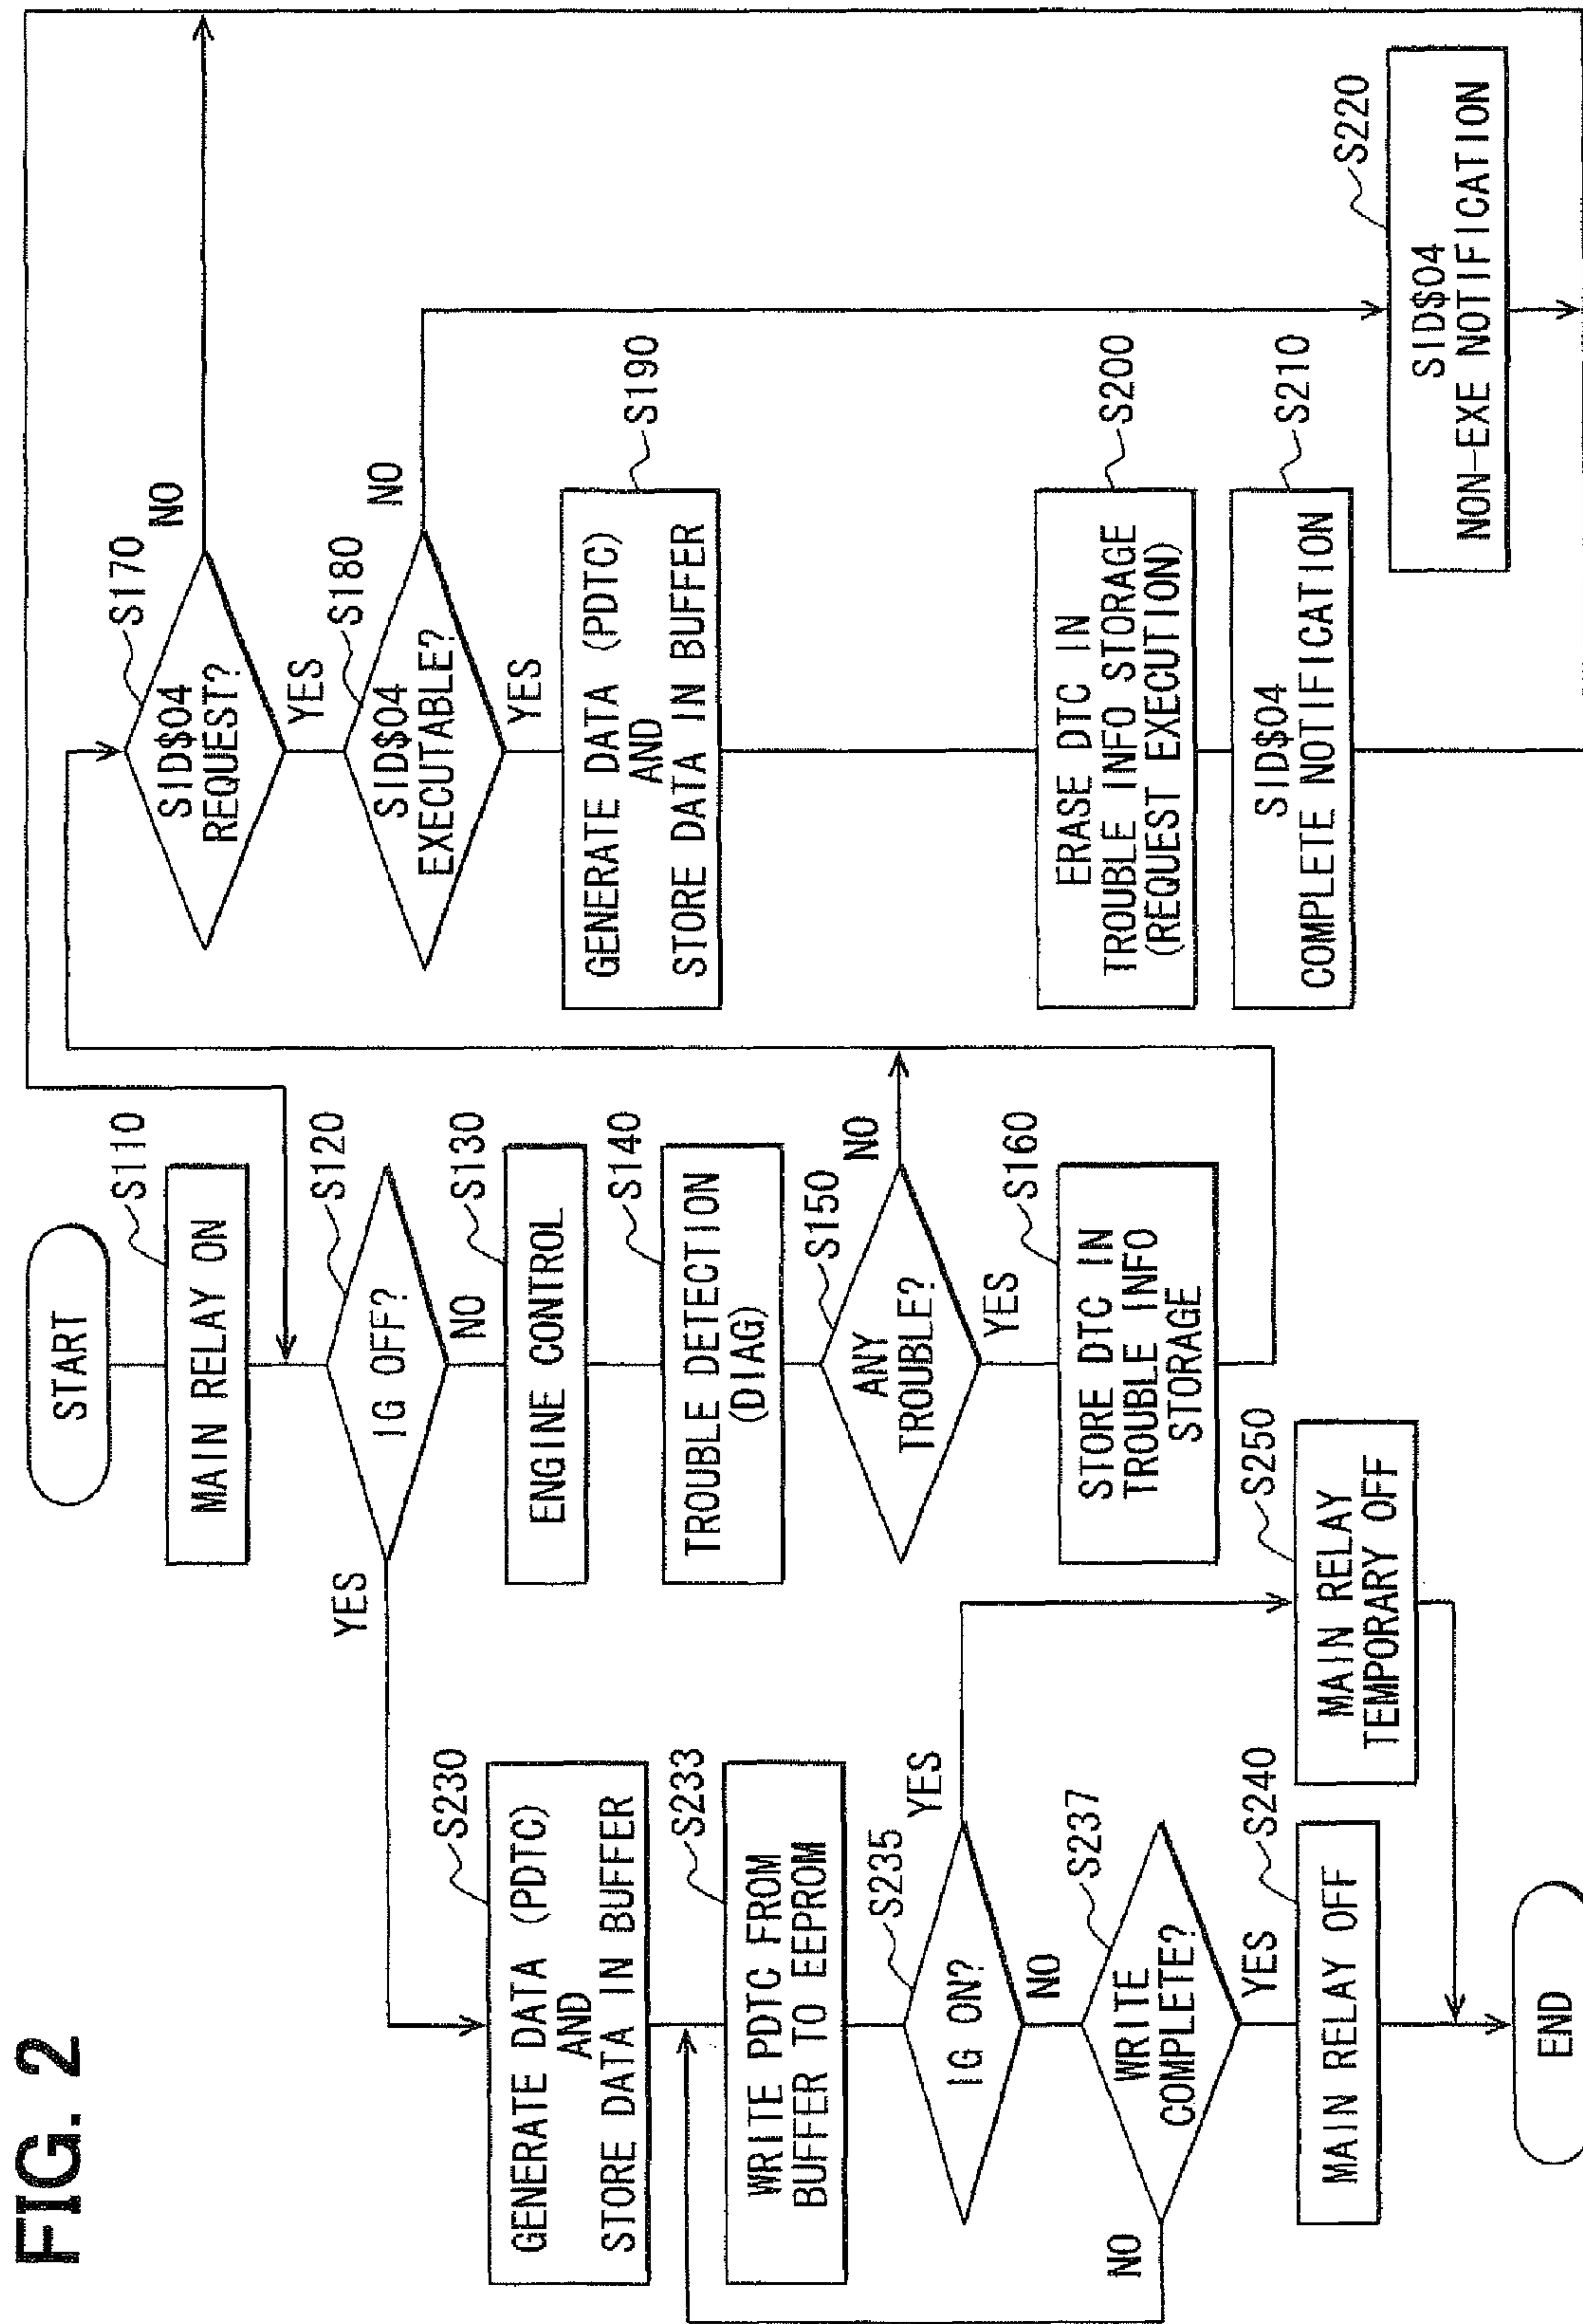 FIG. 2
START
MAIN RELAY ON
S110
IG OFF?
S120
YES
NO
ENGINE CONTROL
S130
TROUBLE DETECTION
(DIAG)
S140
ANY
TROUBLE?
S150
NO
YES
STORE DTC IN
TROUBLE INFO
STORAGE
S160
SID$04
REQUEST?
S170
NO
YES
SID$04
EXECUTABLE?
S180
NO
YES
GENERATE DATA (PDTC)
AND
STORE DATA IN BUFFER
S190
ERASE DTC IN
TROUBLE INFO STORAGE
(REQUEST EXECUTION)
S200
SID$04
COMPLETE NOTIFICATION
S210
SID$04
NON-EXE NOTIFICATION
S220
GENERATE DATA (PDTC)
AND
STORE DATA IN BUFFER
S230
WRITE PDTC FROM
BUFFER TO EEPROM
S233
IG ON?
S235
YES
NO
WRITE
COMPLETE?
S237
NO
YES
MAIN RELAY OFF
S240
MAIN RELAY
TEMPORARY OFF
S250
END